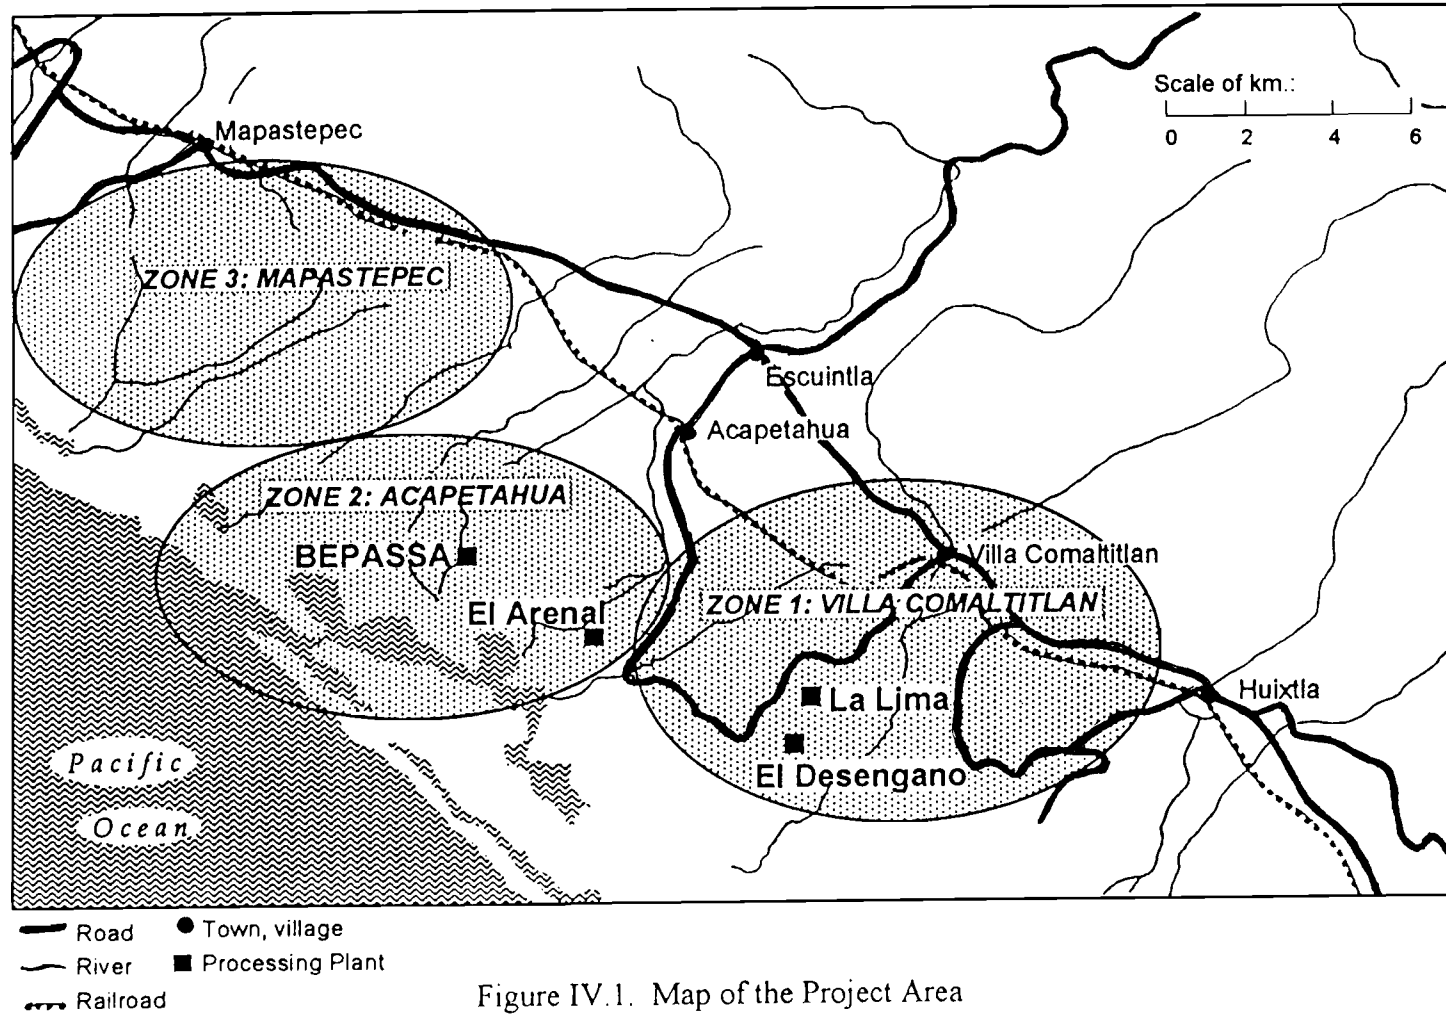 Scale of km.:
0 2 4 6
Mapastepec
ZONE 3: MAPASTEPEC
Escuintla
Acapetahua
ZONE 2: ACAPETAHUA
BEPASSA
Villa Comaltitlan
El Arenal
ZONE 1: VILLA COMALTITLAN
La Lima
Huixtla
El Desengano
Pacific
Ocean
Road
Town, village
River
Processing Plant
Railroad
Figure IV.1. Map of the Project Area